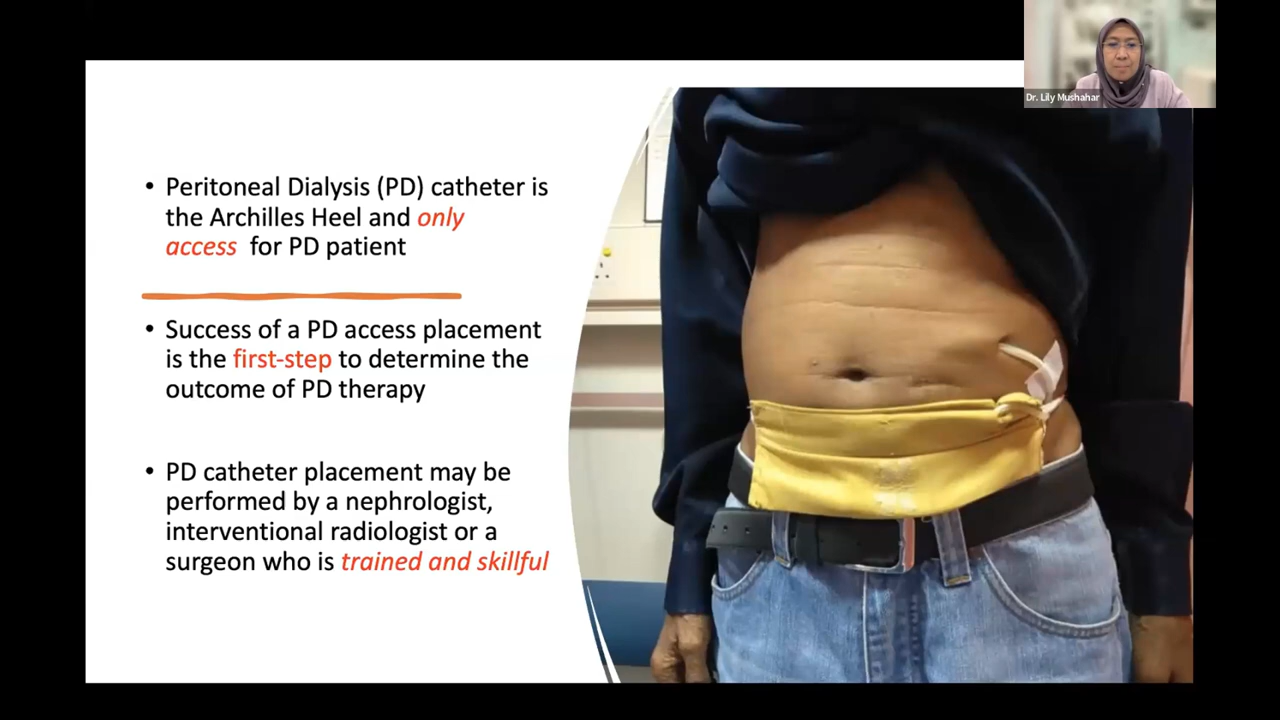 Dr. Lily Mushahar
• Peritoneal Dialysis (PD) catheter is
the Archilles Heel and only
access for PD patient
• Success of a PD access placement
is the first-step to determine the
outcome of PD therapy
• PD catheter placement may be
performed by a nephrologist,
interventional radiologist or a
surgeon who is trained and skillful